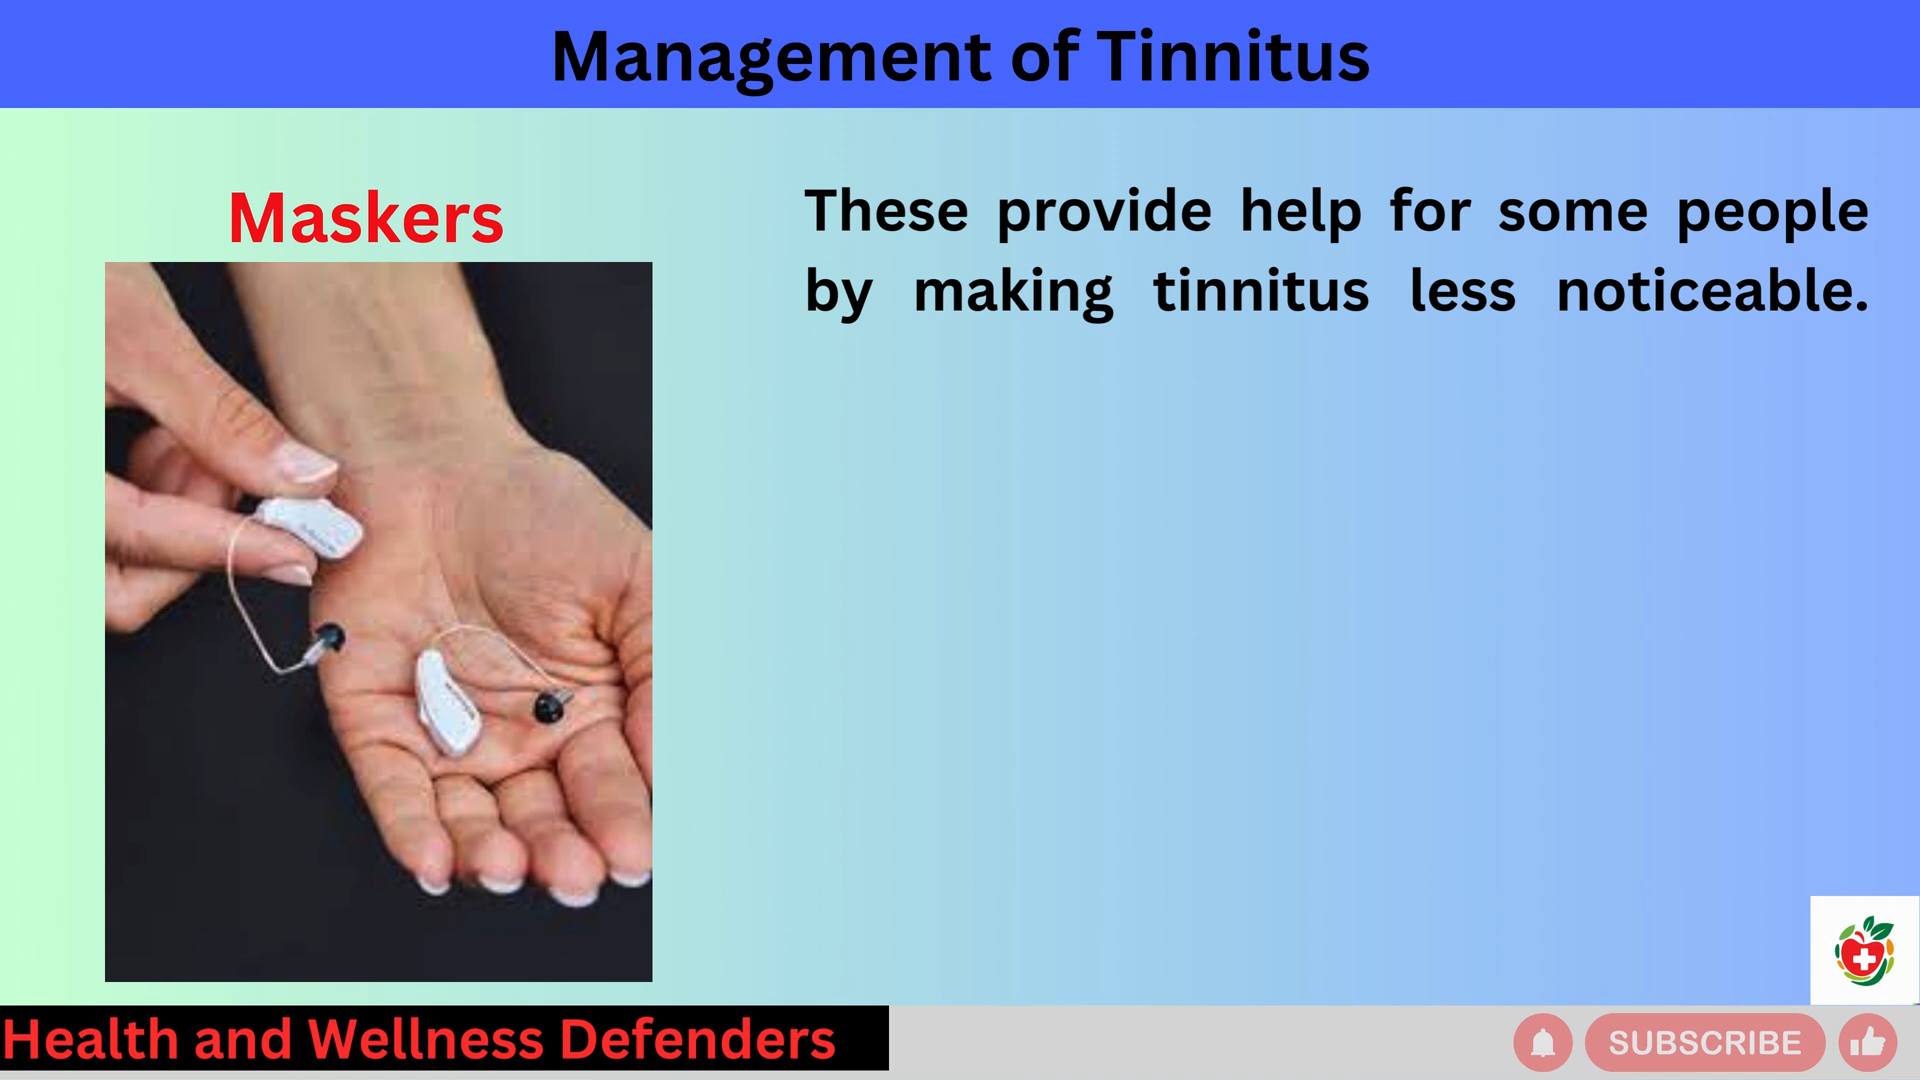 Management of Tinnitus
Maskers
These provide help for some people
by making tinnitus less noticeable.
Health and Wellness Defenders
SUBSCRIBE